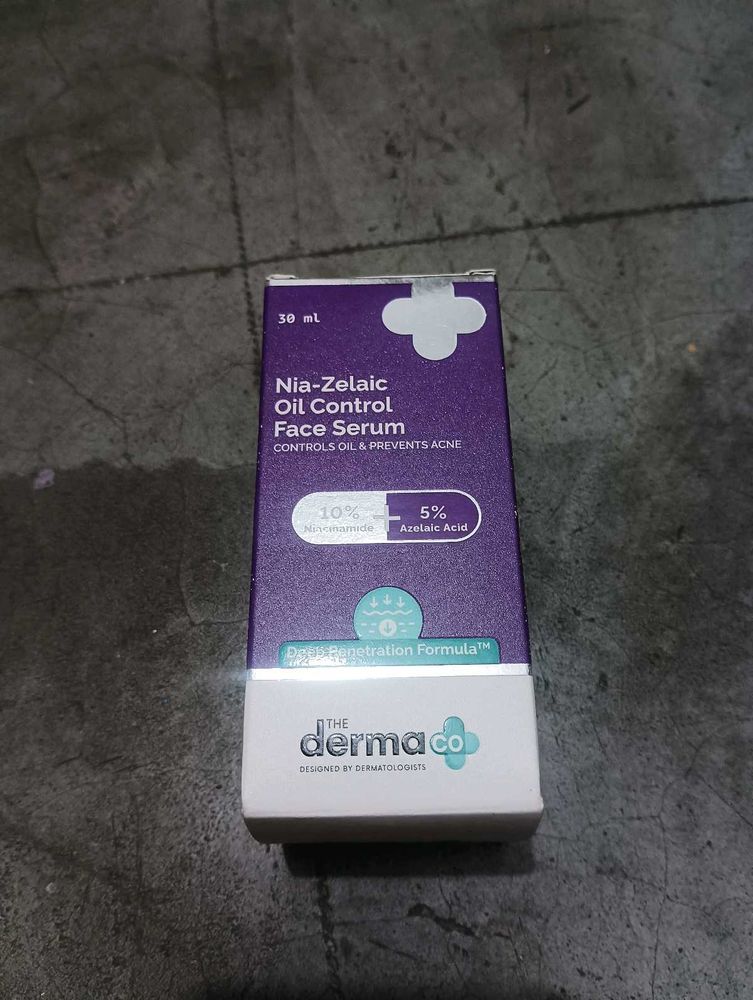 30 ml
Nia-Zelaic
Oil Control
Face Serum
CONTROLS OIL & PREVENTS ACNE
10% + 5%
Niacinamide Azelaic Acid
Deep Penetration Formula™
THE
derma co
DESIGNED BY DERMATOLOGISTS